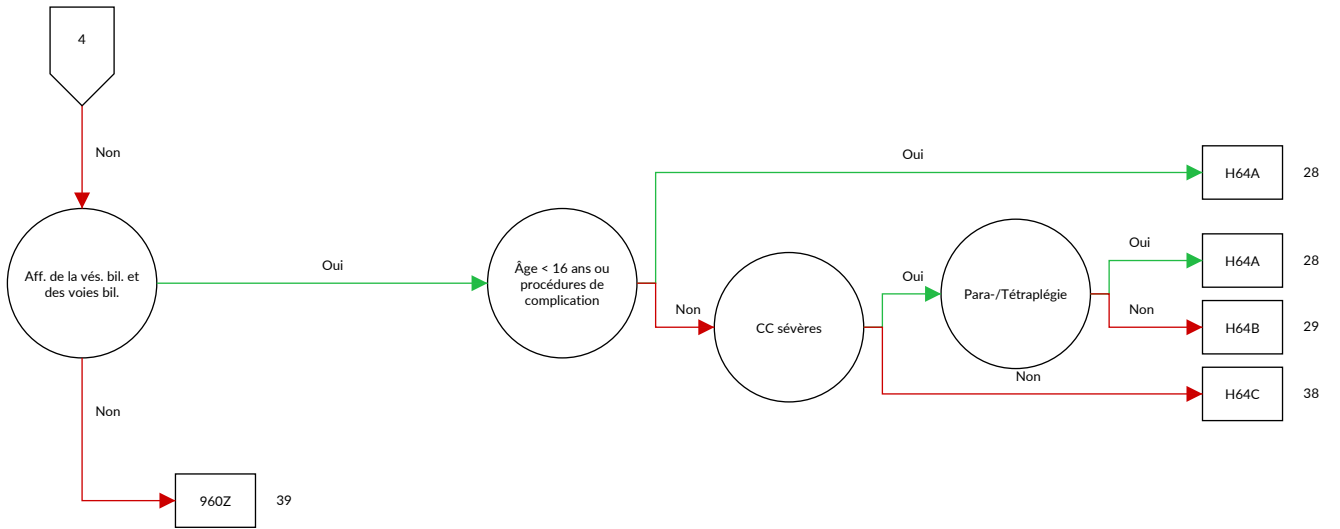 4
Non
Oui
H64A 28
Oui
H64A 28
Aff. de la vés. bil. et
des voies bil.
Oui
Âge < 16 ans ou
procédures de
complication
Oui
Para-/Tétraplégie
Non
CC sévères
Non
H64B 29
Non
H64C 38
Non
960Z 39